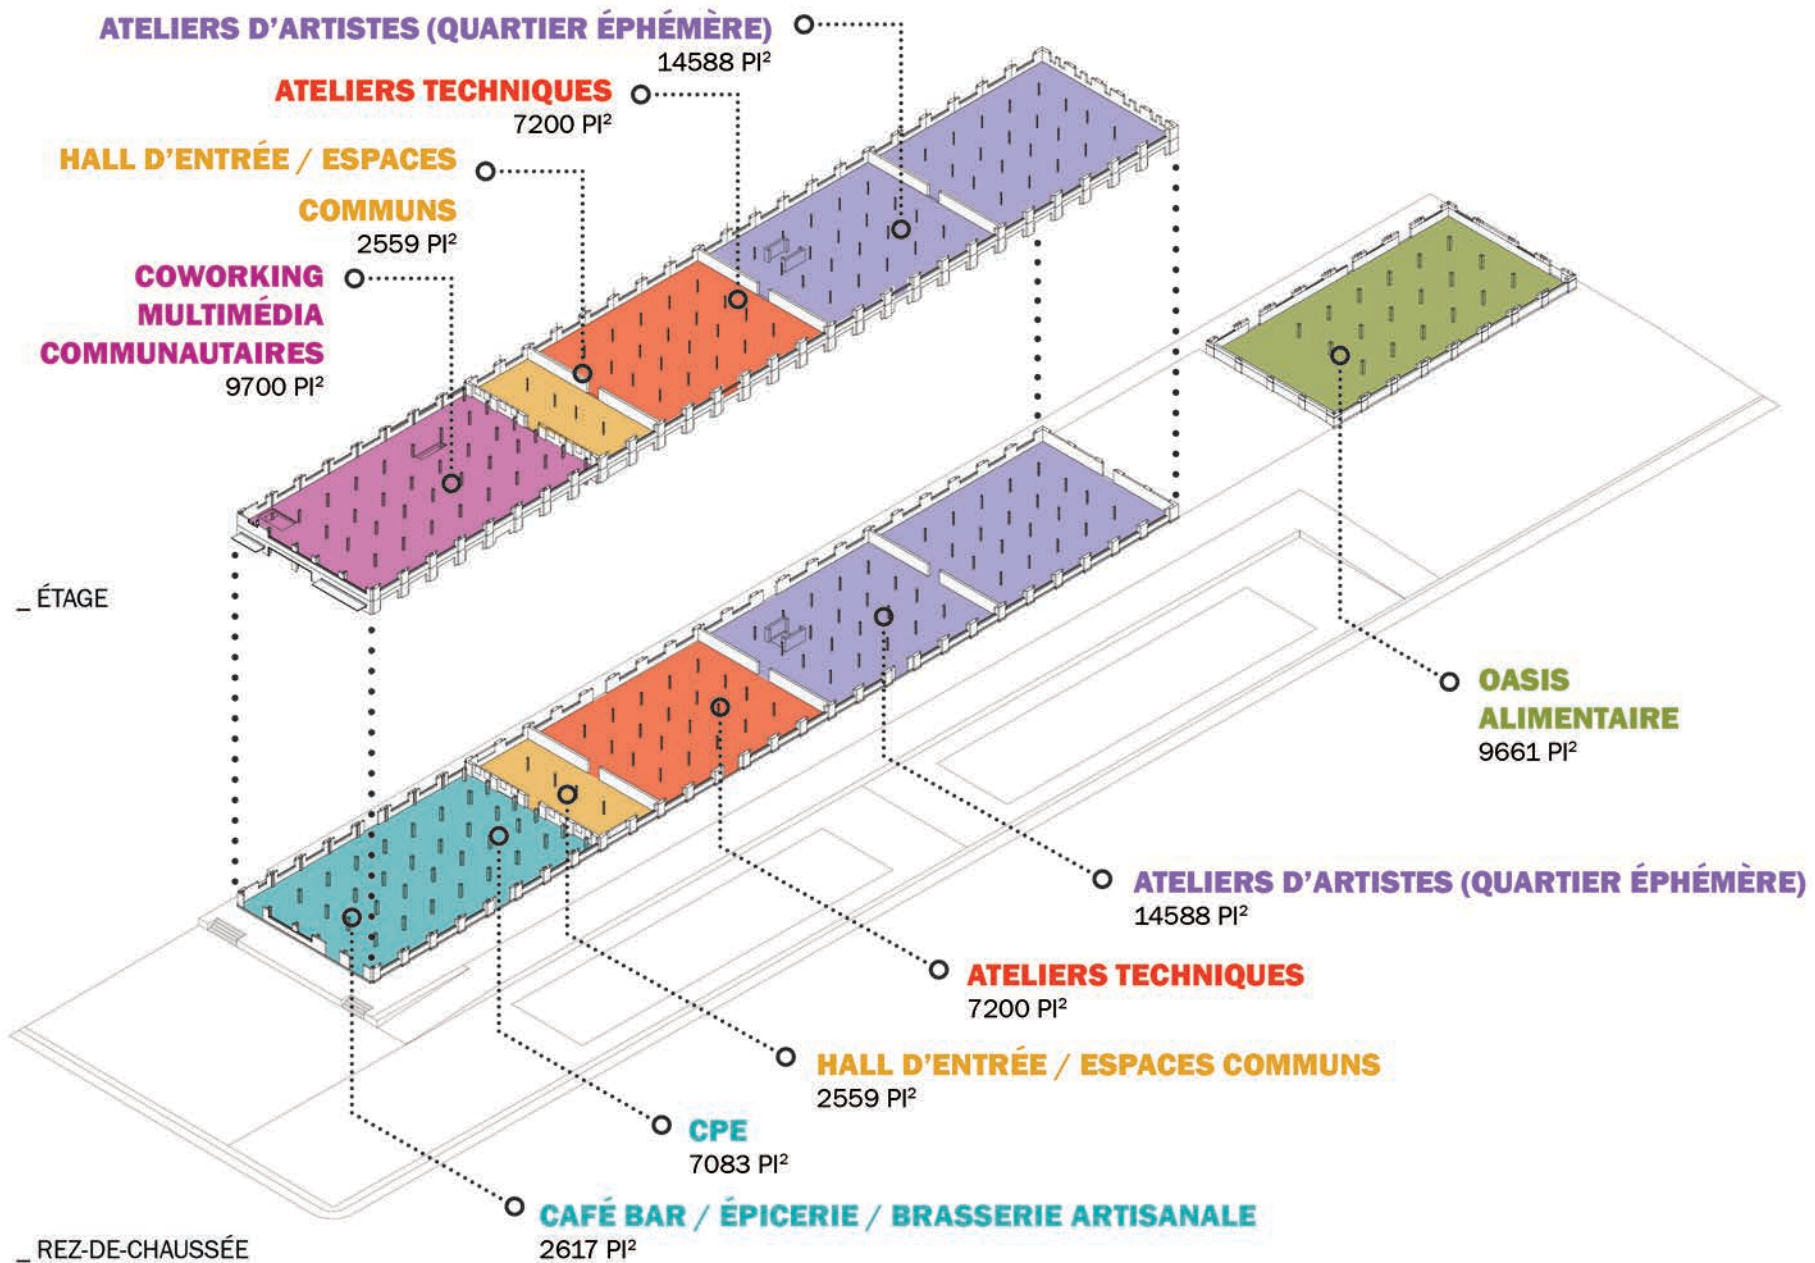 ATELIERS D'ARTISTES (QUARTIER ÉPHÉMÈRE)
14588 PI²
ATELIERS TECHNIQUES
7200 PI²
HALL D'ENTRÉE / ESPACES
COMMUNS
2559 PI²
COWORKING
MULTIMÉDIA
COMMUNAUTAIRES
9700 PI²
_ ÉTAGE
OASIS
ALIMENTAIRE
9661 PI²
ATELIERS D'ARTISTES (QUARTIER ÉPHÉMÈRE)
14588 PI²
ATELIERS TECHNIQUES
7200 PI²
HALL D'ENTRÉE / ESPACES COMMUNS
2559 PI²
CPE
7083 PI²
CAFÉ BAR / ÉPICERIE / BRASSERIE ARTISANALE
2617 PI²
_ REZ-DE-CHAUSSÉE